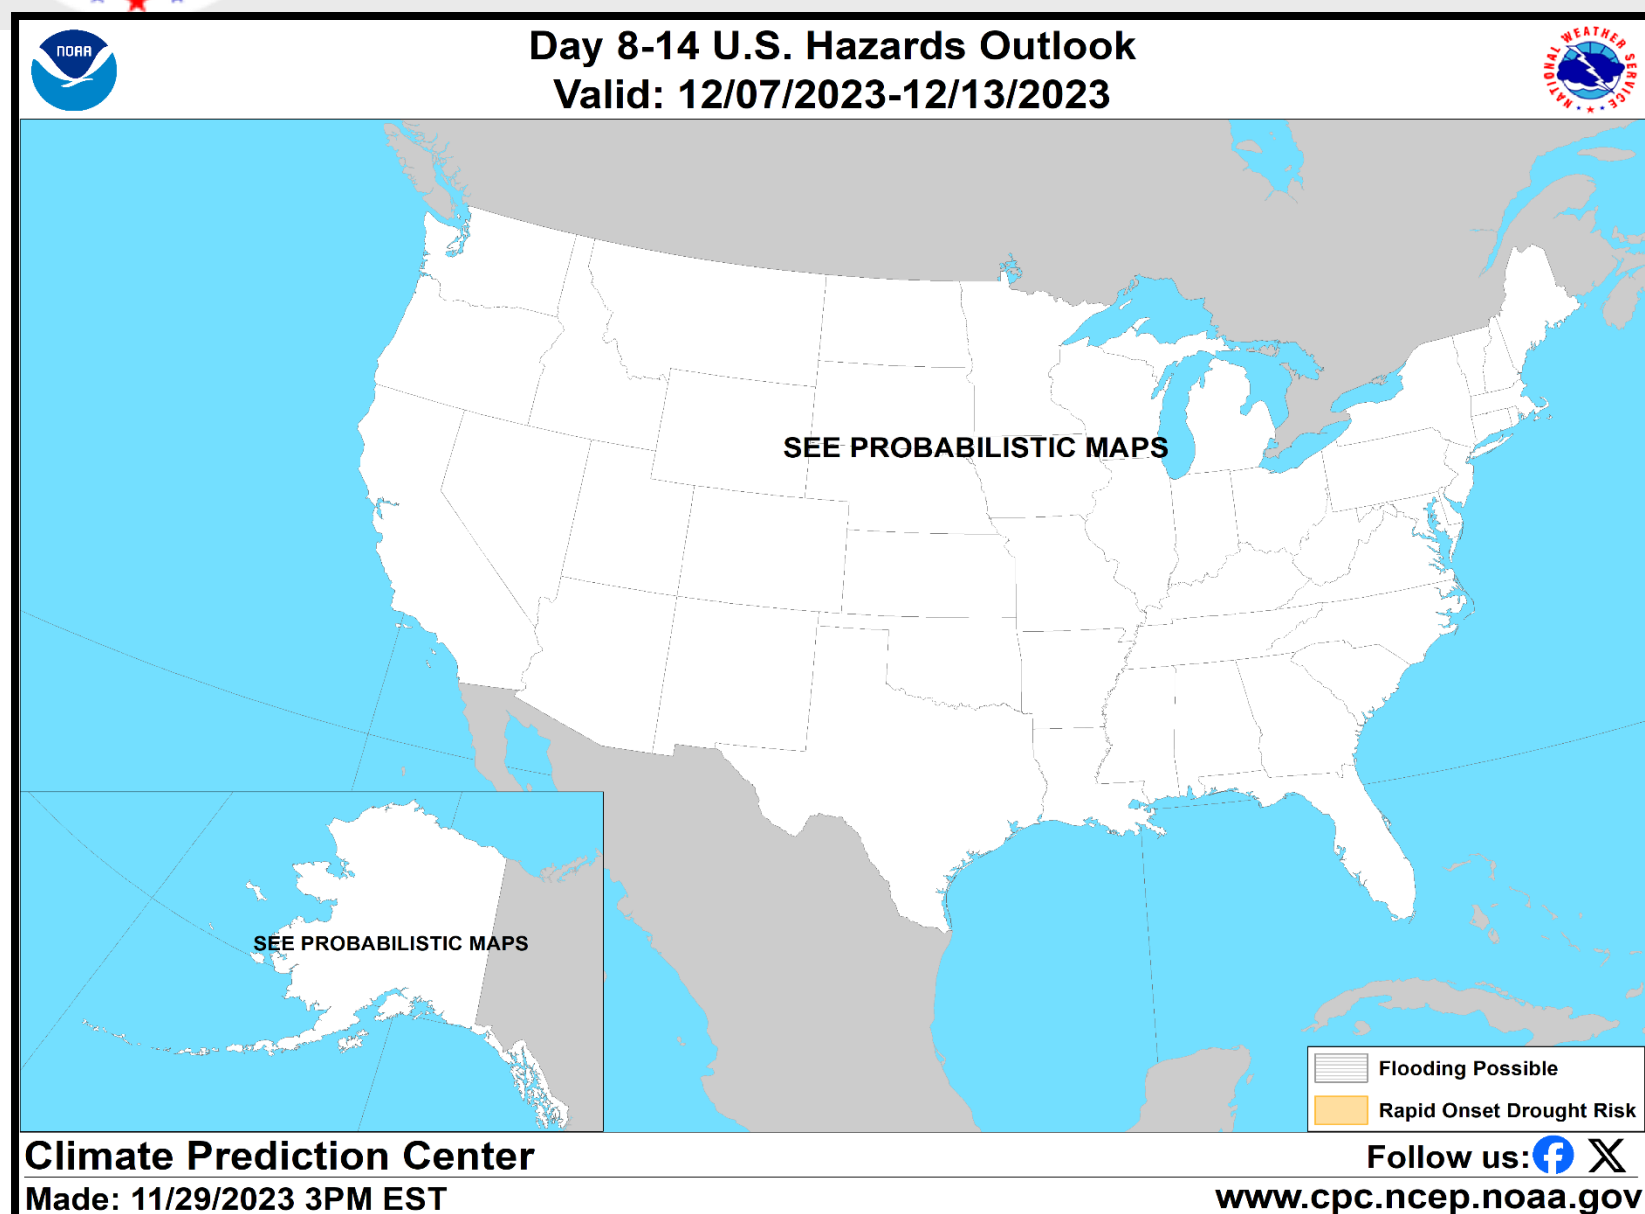 NOAA
Day 8-14 U.S. Hazards Outlook
Valid: 12/07/2023-12/13/2023
NATIONAL WEATHER SERVICE
SEE PROBABILISTIC MAPS
SEE PROBABILISTIC MAPS
Flooding Possible
Rapid Onset Drought Risk
Climate Prediction Center
Follow us:
Made: 11/29/2023 3PM EST
www.cpc.ncep.noaa.gov